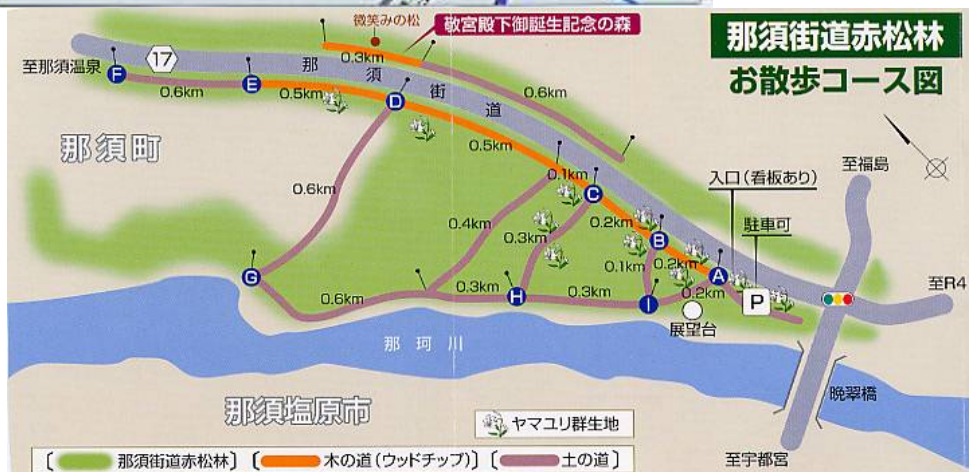 微笑みの松
敬宮殿下御誕生記念の森
那須街道赤松林
お散歩コース図
至那須温泉
17
F
0.6km
E
0.5km
0.3km
那須街道
D
0.6km
0.5km
0.1km
C
入口(看板あり)
至福島
那須町
0.6km
0.4km
0.3km
0.2km
B
駐車可
0.1km
0.2km
A
P
至R4
G
0.6km
0.3km
H
0.3km
I
0.2km
展望台
那珂川
晩翠橋
那須塩原市
ヤマユリ群生地
〔 那須街道赤松林〕〔 木の道(ウッドチップ)〕〔 土の道〕
至宇都宮